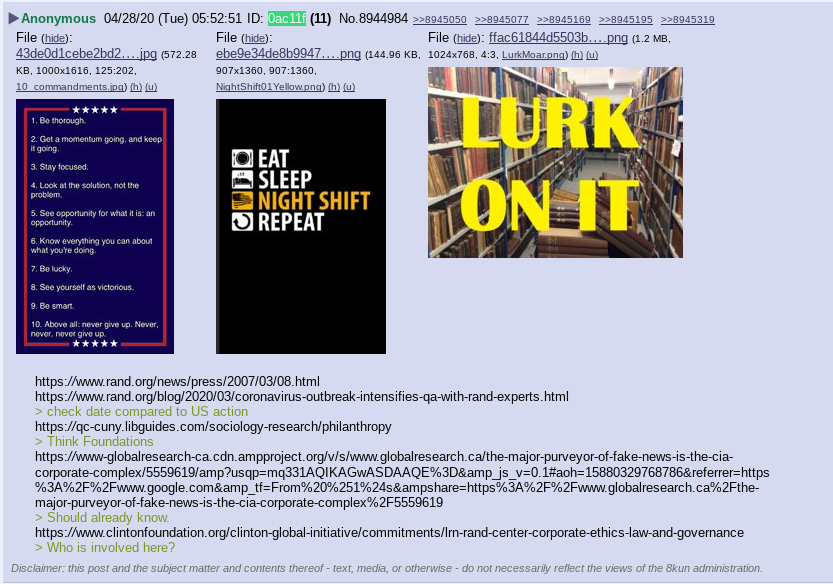 Anonymous 04/28/20 (Tue) 05:52:51 ID: 0ac11f (11) No.8944984 >>8945050 >>8945077 >>8945169 >>8945195 >>8945319
File (hide):
43de0d1cebe2bd2….jpg (572.28
KB, 1000x1616, 125:202,
10_commandments.jpg) (h) (u)
File (hide):
ebe9e34de8b9947….png (144.96 KB,
907x1360, 907:1360,
NightShift01Yellow.png) (h) (u)
File (hide): ffac61844d5503b….png (1.2 MB,
1024x768, 4:3, LurkMoar.png) (h) (u)
1. Be thorough.
2. Get a momentum going, and keep
it going.
3. Stay focused.
4. Look at the solution, not the
problem.
5. See opportunity for what it is: an
opportunity.
6. Know everything you can about
what you're doing.
7. Be lucky.
8. See yourself as victorious.
9. Be smart.
10. Above all: never give up. Never,
never, never give up.
EAT
SLEEP
NIGHT SHIFT
REPEAT
LURK
ON IT
https://www.rand.org/news/press/2007/03/08.html
https://www.rand.org/blog/2020/03/coronavirus-outbreak-intensifies-qa-with-rand-experts.html
> check date compared to US action
https://qc-cuny.libguides.com/sociology-research/philanthropy
> Think Foundations
https://www-globalresearch-ca.cdn.ampproject.org/v/s/www.globalresearch.ca/the-major-purveyor-of-fake-news-is-the-cia-
corporate-complex/5559619/amp?usqp=mq331AQIKAGwASDAAQE%3D&amp_js_v=0.1#aoh=15880329768786&referrer=https
%3A%2F%2Fwww.google.com&amp_tf=From%20%251%24s&ampshare=https%3A%2F%2Fwww.globalresearch.ca%2Fthe-
major-purveyor-of-fake-news-is-the-cia-corporate-complex%2F5559619
> Should already know.
https://www.clintonfoundation.org/clinton-global-initiative/commitments/lrn-rand-center-corporate-ethics-law-and-governance
> Who is involved here?
Disclaimer: this post and the subject matter and contents thereof - text, media, or otherwise - do not necessarily reflect the views of the 8kun administration.